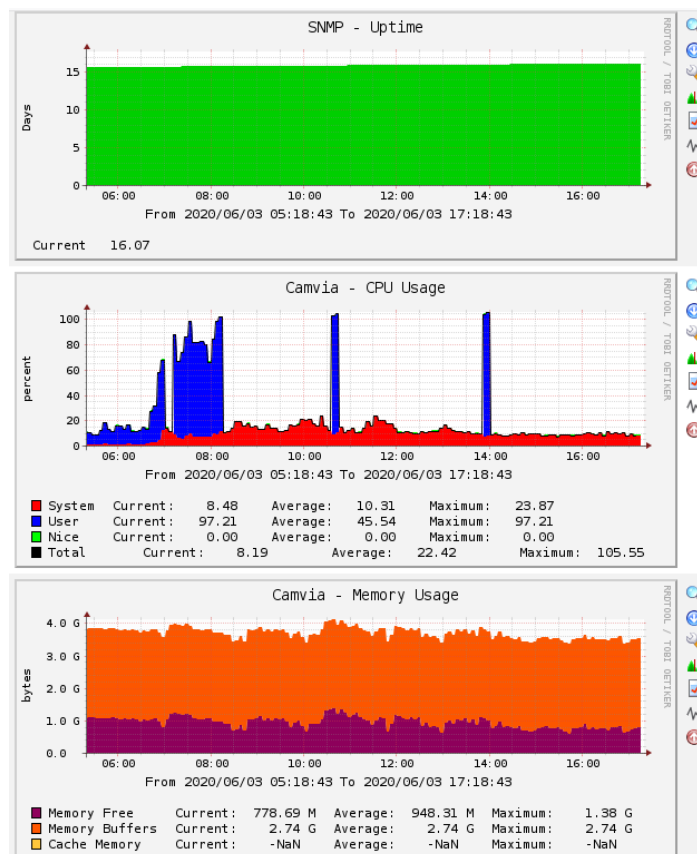 SNMP - Uptime
RRDTOOL / TOBI OETIKER
Days
15
10
5
0
06:00 08:00 10:00 12:00 14:00 16:00
From 2020/06/03 05:18:43 To 2020/06/03 17:18:43
Current 16.07
Camvia - CPU Usage
RRDTOOL / TOBI OETIKER
percent
100
80
60
40
20
0
06:00 08:00 10:00 12:00 14:00 16:00
From 2020/06/03 05:18:43 To 2020/06/03 17:18:43
System Current: 8.48 Average: 10.31 Maximum: 23.87
User Current: 97.21 Average: 45.54 Maximum: 97.21
Nice Current: 0.00 Average: 0.00 Maximum: 0.00
Total Current: 8.19 Average: 22.42 Maximum: 105.55
Camvia - Memory Usage
RRDTOOL / TOBI OETIKER
bytes
4.0 G
3.0 G
2.0 G
1.0 G
0.0
06:00 08:00 10:00 12:00 14:00 16:00
From 2020/06/03 05:18:43 To 2020/06/03 17:18:43
Memory Free Current: 778.69 M Average: 948.31 M Maximum: 1.38 G
Memory Buffers Current: 2.74 G Average: 2.74 G Maximum: 2.74 G
Cache Memory Current: -NaN Average: -NaN Maximum: -NaN